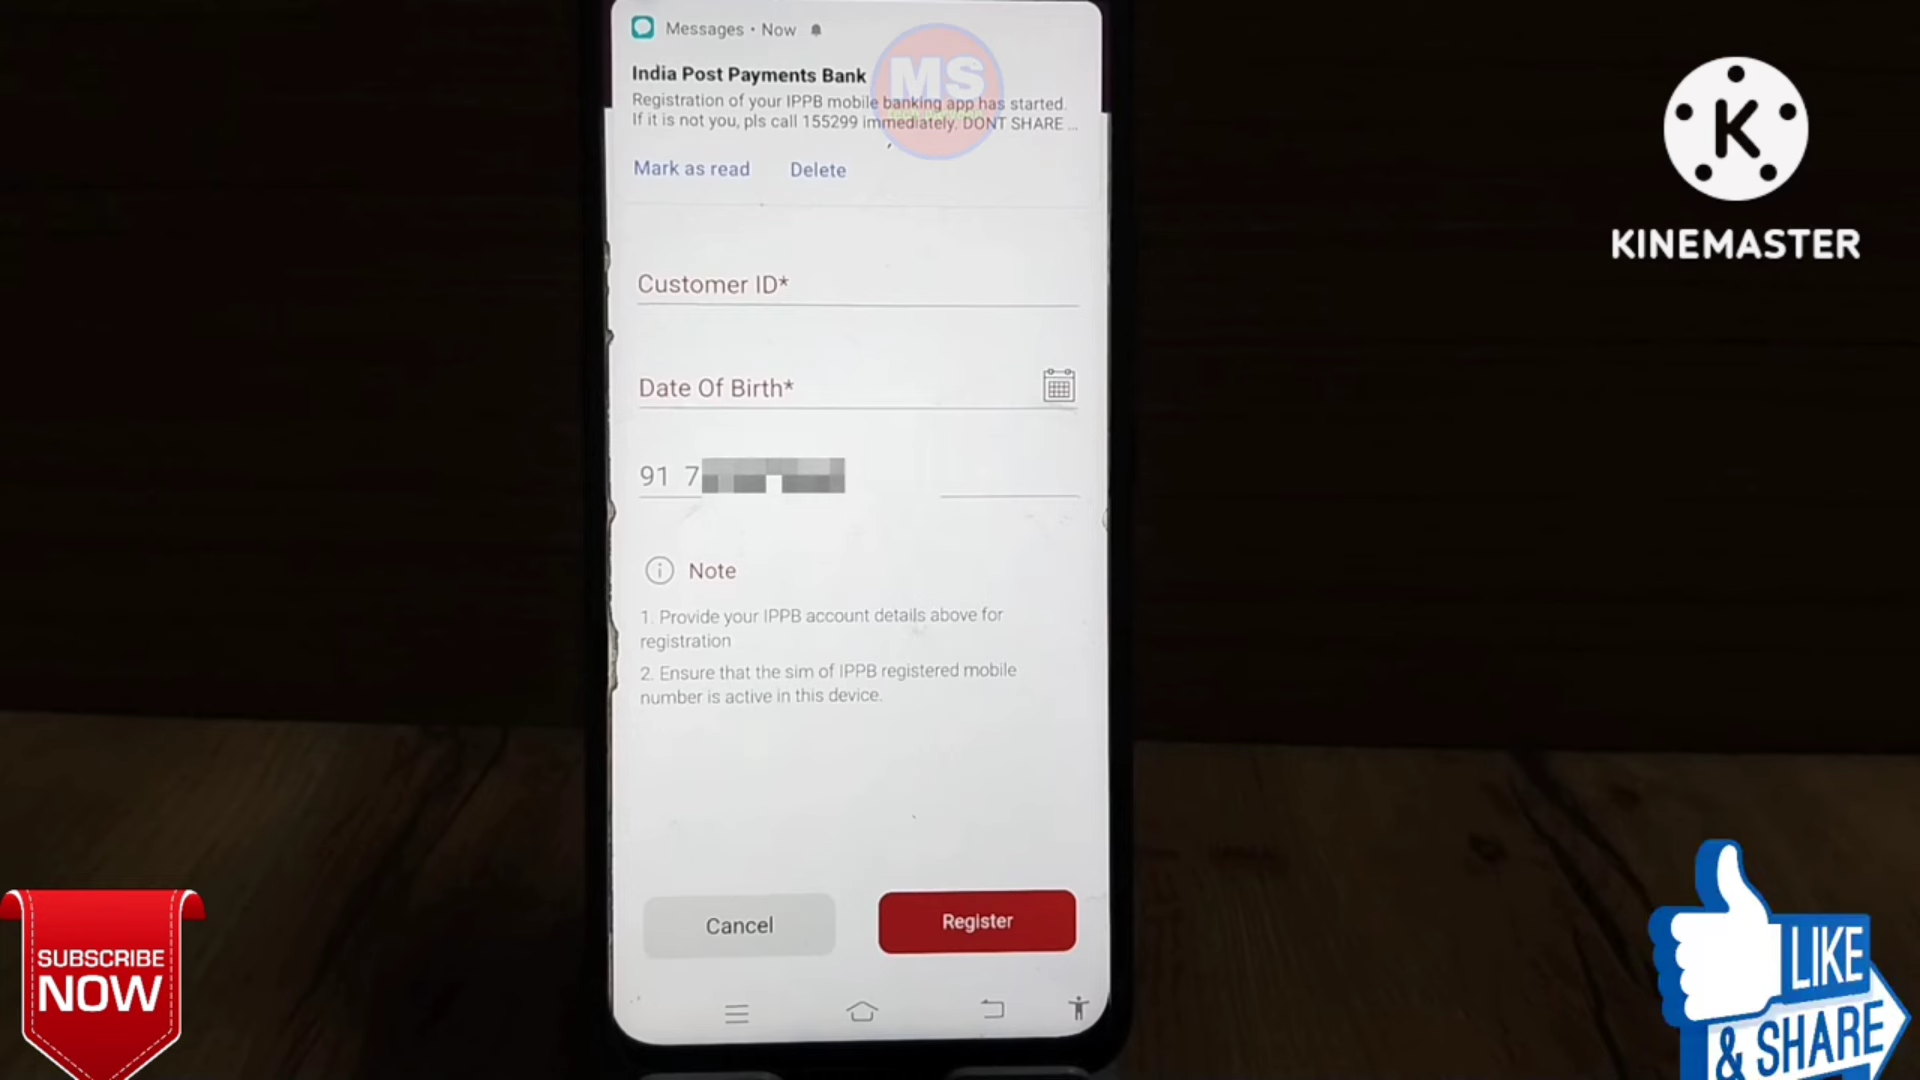 Messages • Now
MS
India Post Payments Bank
Registration of your IPPB mobile banking app has started.
If it is not you, pls call 155299 immediately. DONT SHARE ...
Mark as read Delete
Customer ID*
Date Of Birth*
91 7
Note
1. Provide your IPPB account details above for
registration
2. Ensure that the sim of IPPB registered mobile
number is active in this device.
Cancel Register
K
KINEMASTER
SUBSCRIBE
NOW
LIKE
& SHARE